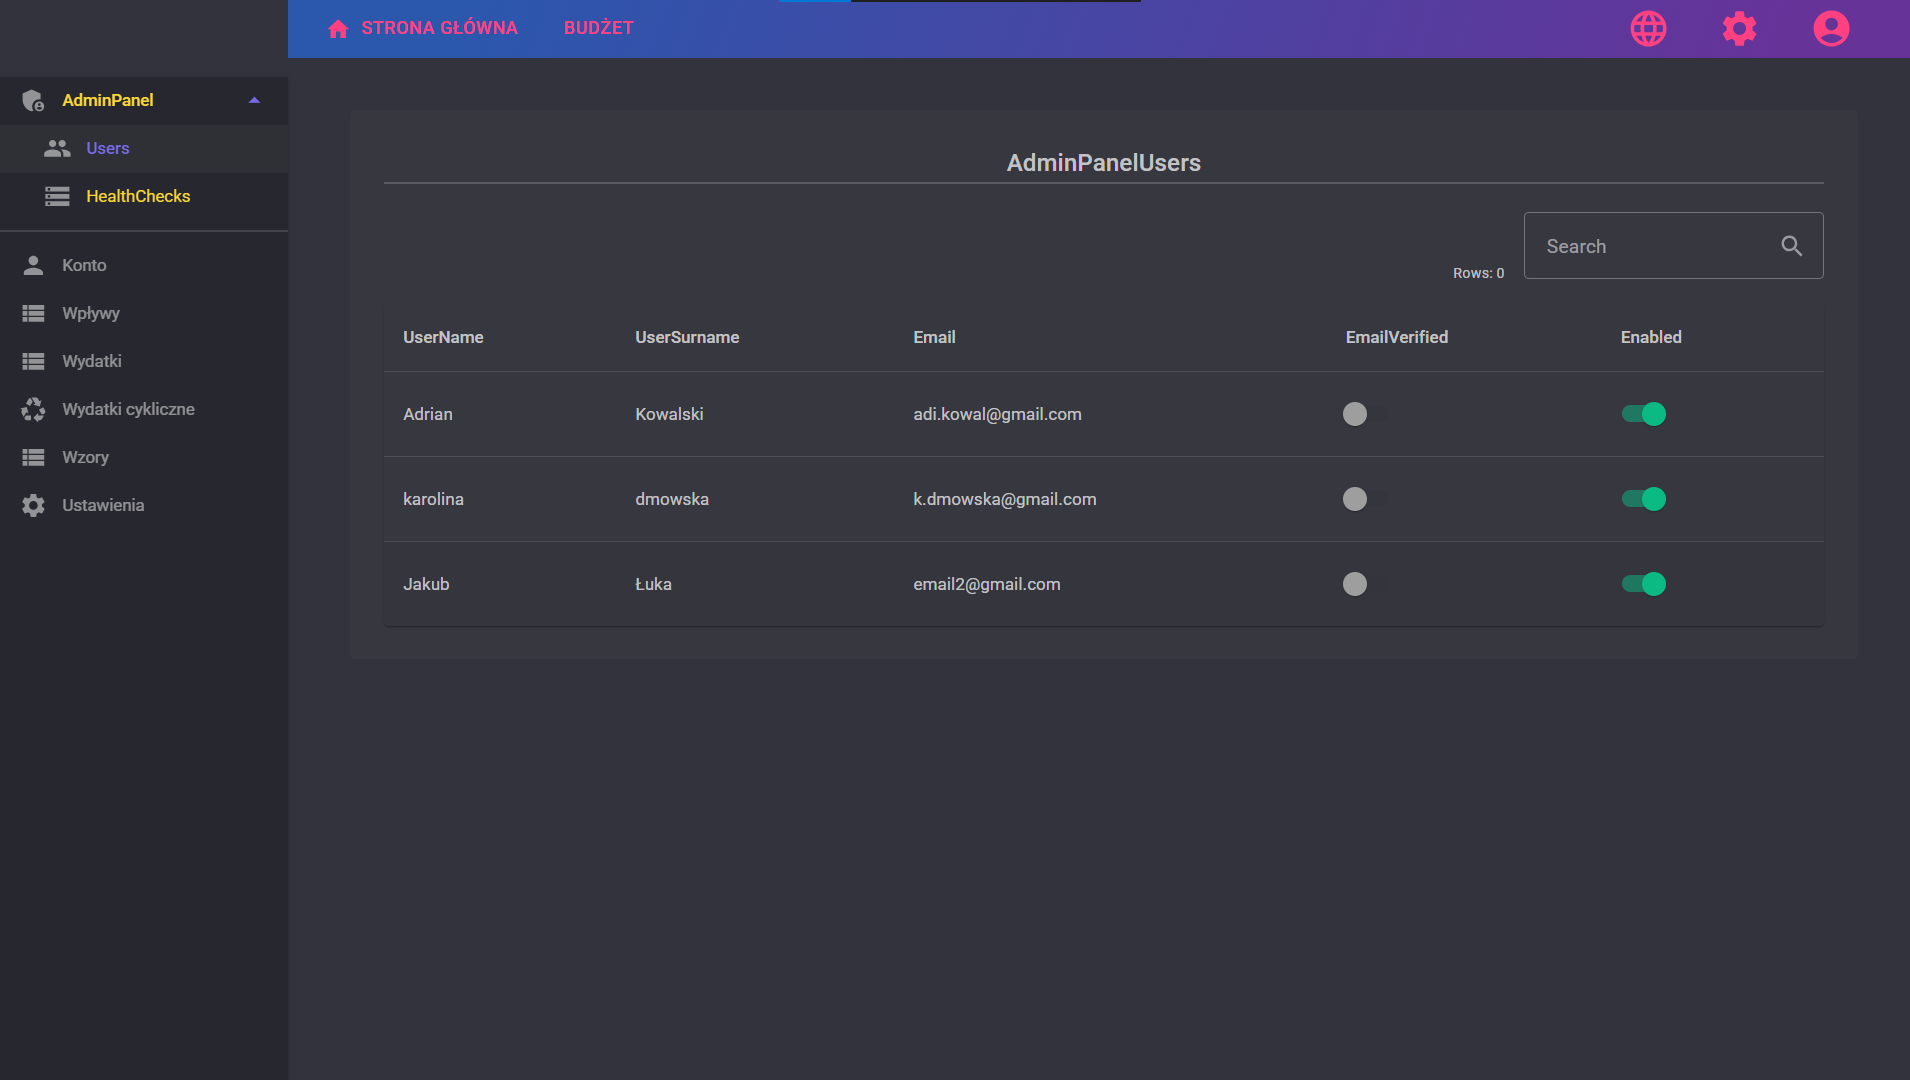 STRONA GŁÓWNA BUDŻET
AdminPanel
Users
HealthChecks
Konto
Wpływy
Wydatki
Wydatki cykliczne
Wzory
Ustawienia
AdminPanelUsers
Rows: 0 Search
UserName UserSurname Email EmailVerified Enabled
Adrian Kowalski adi.kowal@gmail.com
karolina dmowska k.dmowska@gmail.com
Jakub Łuka email2@gmail.com